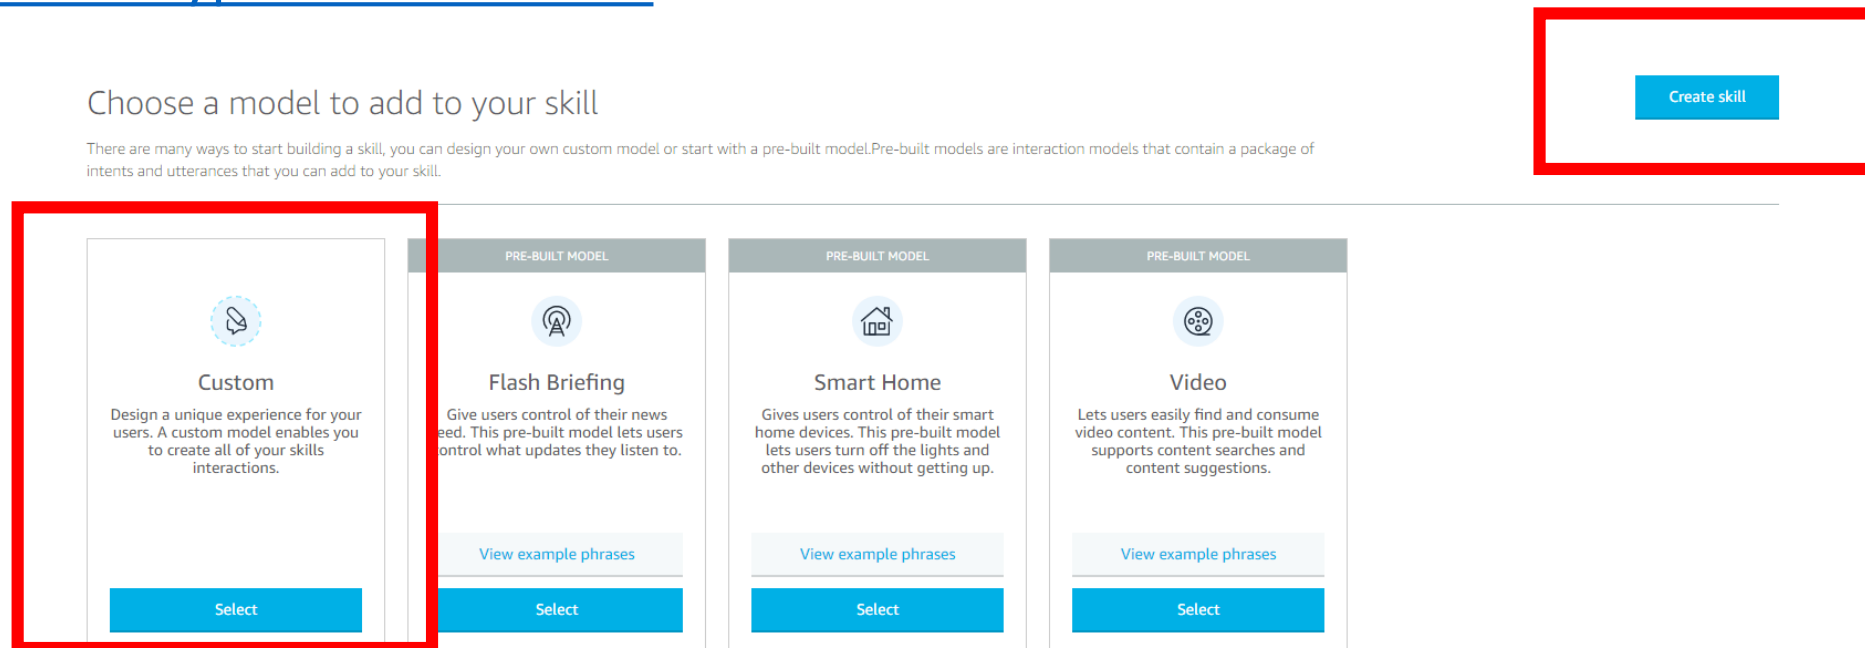 Create skill
Choose a model to add to your skill
There are many ways to start building a skill, you can design your own custom model or start with a pre-built model.Pre-built models are interaction models that contain a package of
intents and utterances that you can add to your skill.
Custom
Design a unique experience for your
users. A custom model enables you
to create all of your skills
interactions.
Select
PRE-BUILT MODEL
Flash Briefing
Give users control of their news
eed. This pre-built model lets users
ontrol what updates they listen to.
View example phrases
Select
PRE-BUILT MODEL
Smart Home
Gives users control of their smart
home devices. This pre-built model
lets users turn off the lights and
other devices without getting up.
View example phrases
Select
PRE-BUILT MODEL
Video
Lets users easily find and consume
video content. This pre-built model
supports content searches and
content suggestions.
View example phrases
Select